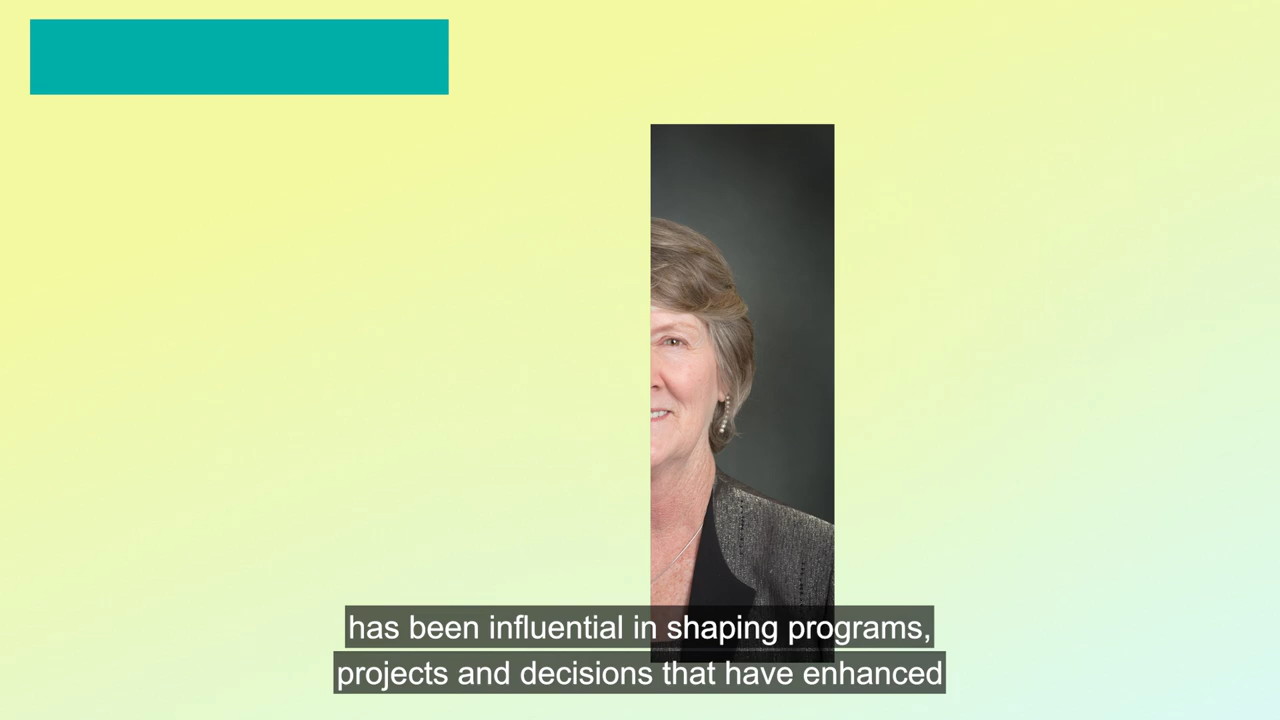 has been influential in shaping programs,
projects and decisions that have enhanced